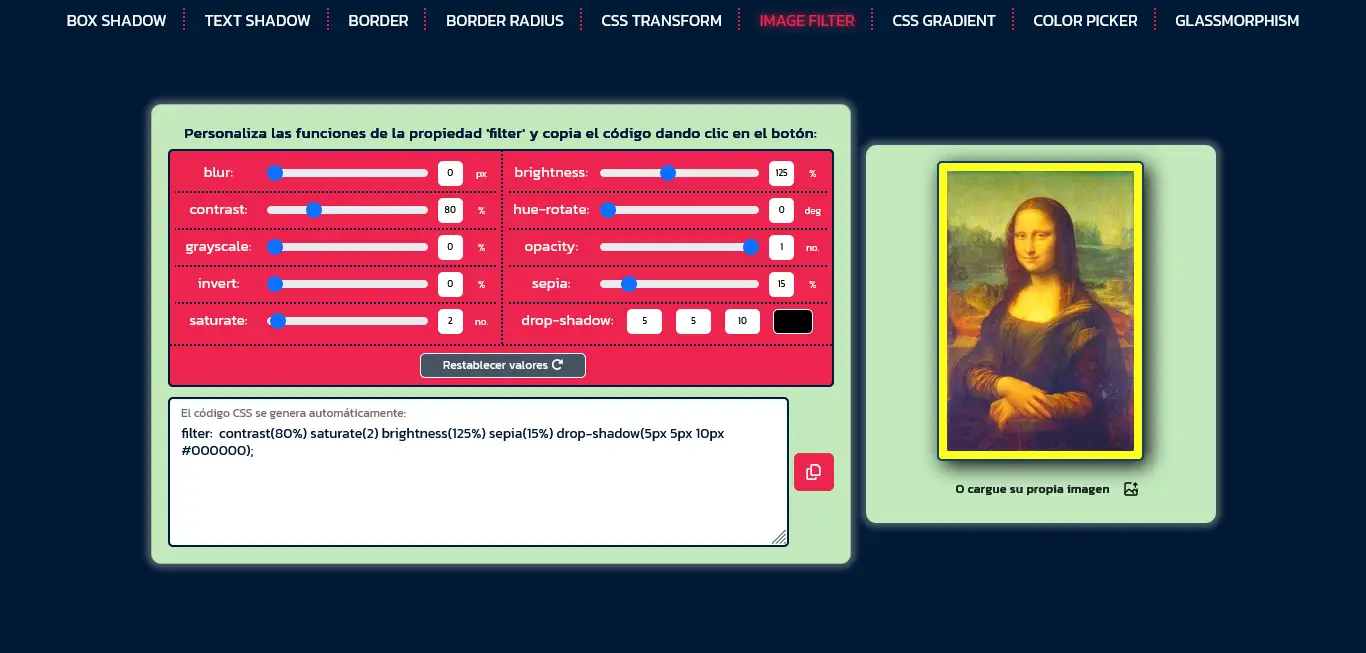 BOX SHADOW TEXT SHADOW BORDER BORDER RADIUS CSS TRANSFORM IMAGE FILTER CSS GRADIENT COLOR PICKER GLASSMORPHISM
Personaliza las funciones de la propiedad 'filter' y copia el código dando clic en el botón:
blur: 0 px brightness: 125 %
contrast: 80 % hue-rotate: 0 deg
grayscale: 0 % opacity: 1 no.
invert: 0 % sepia: 15 %
saturate: 2 no. drop-shadow: 5 5 10
Restablecer valores
El código CSS se genera automáticamente:
filter: contrast(80%) saturate(2) brightness(125%) sepia(15%) drop-shadow(5px 5px 10px
#000000);
O cargue su propia imagen